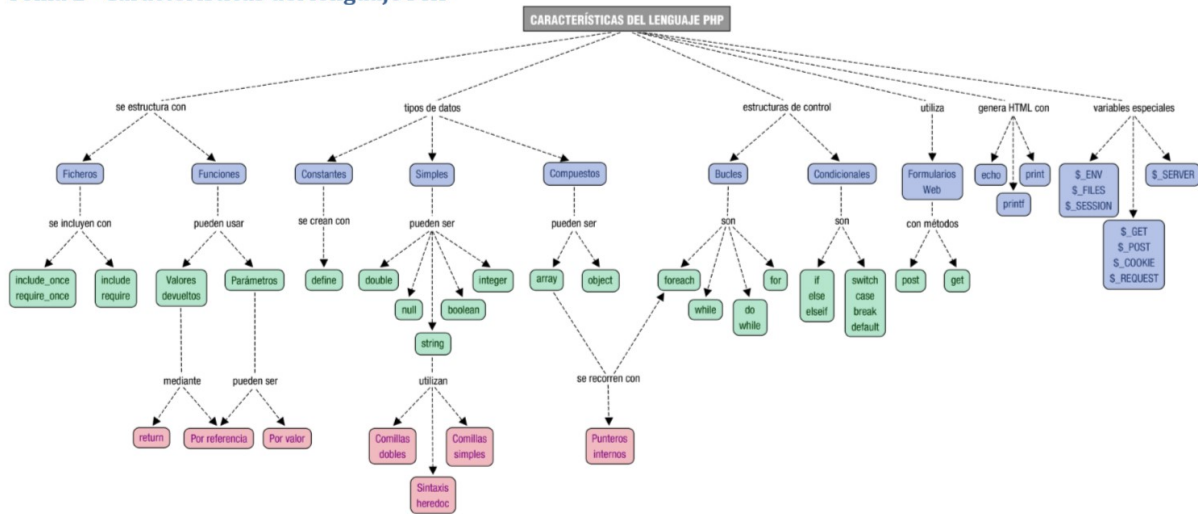 CARACTERÍSTICAS DEL LENGUAJE PHP
se estructura con
tipos de datos
estructuras de control
utiliza
genera HTML con
variables especiales
Ficheros
Funciones
Constantes
Simples
Compuestos
Bucles
Condicionales
Formularios
Web
echo
print
printf
$_ENV
$_FILES
$_SESSION
$_SERVER
$_GET
$_POST
$_COOKIE
$_REQUEST
se incluyen con
pueden usar
se crean con
pueden ser
pueden ser
son
son
con métodos
include_once
require_once
include
require
Valores
devueltos
Parámetros
define
double
null
string
boolean
integer
array
object
foreach
while
do
while
for
if
else
elseif
switch
case
break
default
post
get
mediante
pueden ser
utilizan
se recorren con
return
Por referencia
Por valor
Comillas
dobles
Sintaxis
heredoc
Comillas
simples
Punteros
internos